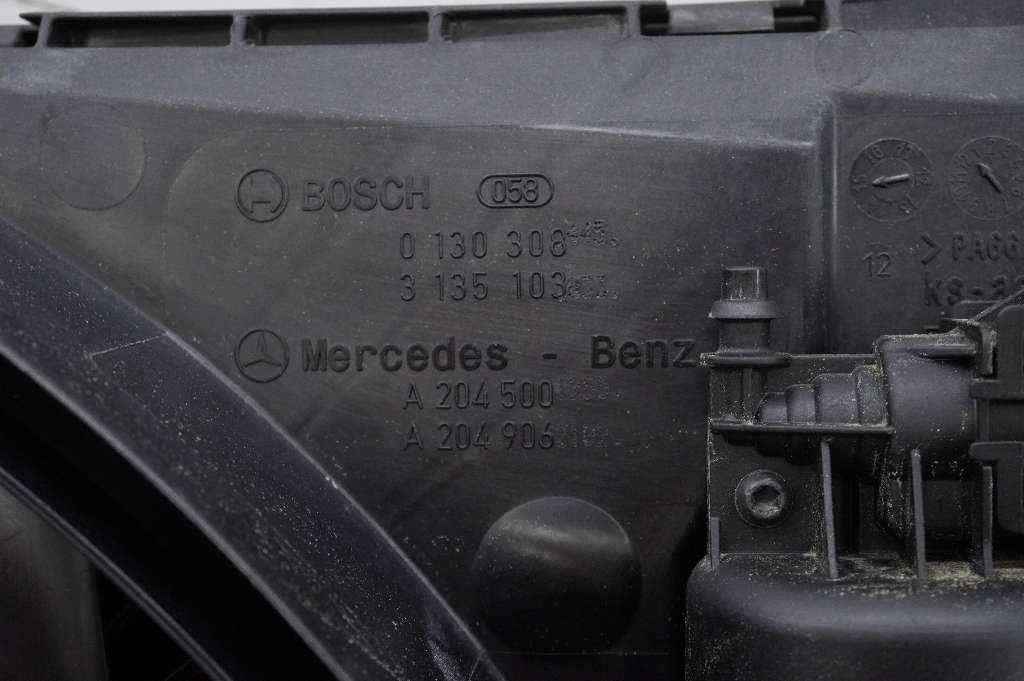 BOSCH 058
0 130 308
3 135 103
Mercedes - Benz
A 204 500
A 204 906
12
>PA66